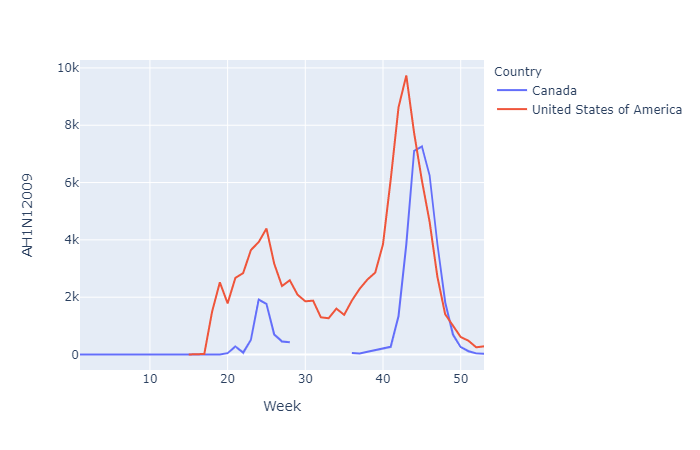 Country
Canada
United States of America
AH1N12009
10k
8k
6k
4k
2k
0
10 20 30 40 50
Week